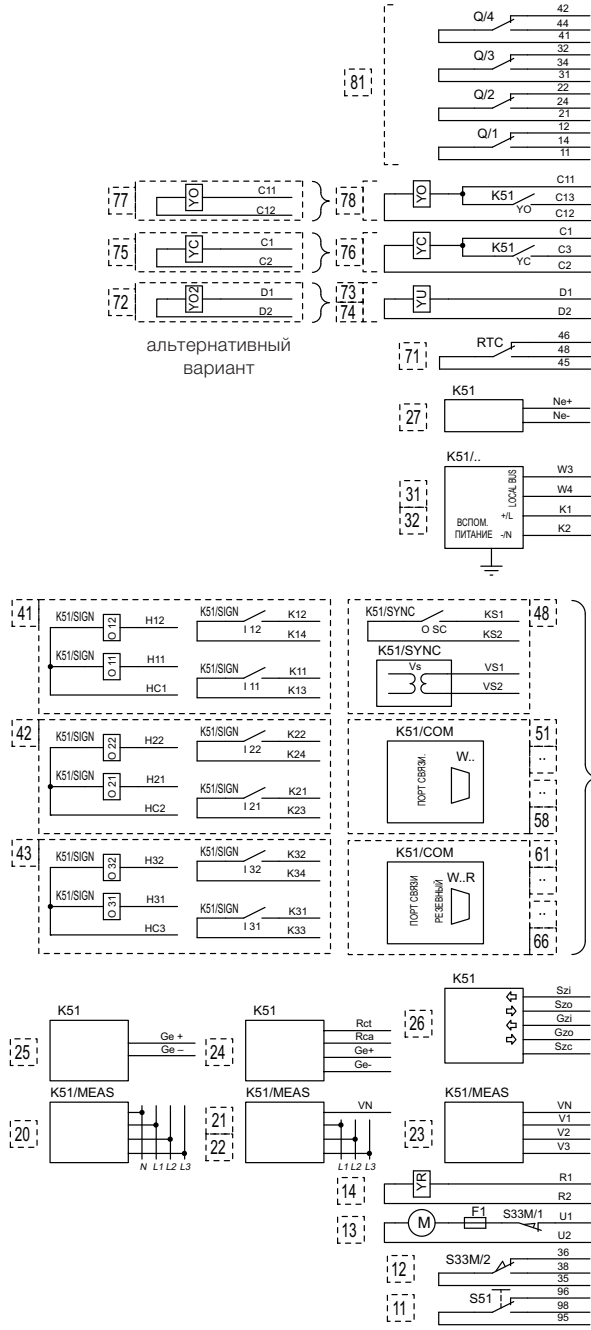 81
Q/4
42
44
41
Q/3
32
34
31
Q/2
22
24
21
Q/1
12
14
11
77
YO
C11
C12
78
YO
K51
YO
C11
C13
C12
75
YC
C1
C2
76
YC
K51
YC
C1
C3
C2
72
YO2
D1
D2
73
74
YU
D1
D2
альтернативный
вариант
71
RTC
46
48
45
27
K51
Ne+
Ne-
31
32
K51/..
LOCAL BUS
ВСПОМ.
ПИТАНИЕ
+/L
-/N
W3
W4
K1
K2
41
K51/SIGN
O 12
H12
K51/SIGN
O 11
H11
HC1
K51/SIGN
I 12
K12
K14
K51/SIGN
I 11
K11
K13
K51/SYNC
O SC
KS1
KS2
48
K51/SYNC
Vs
VS1
VS2
42
K51/SIGN
O 22
H22
K51/SIGN
O 21
H21
HC2
K51/SIGN
I 22
K22
K24
K51/SIGN
I 21
K21
K23
K51/COM
ПОРТ СВЯЗИ.
W..
51
..
..
58
43
K51/SIGN
O 32
H32
K51/SIGN
O 31
H31
HC3
K51/SIGN
I 32
K32
K34
K51/SIGN
I 31
K31
K33
K51/COM
ПОРТ СВЯЗИ
РЕЗЕВНЫЙ
W..R
61
..
..
66
25
K51
Ge +
Ge –
24
K51
Rct
Rca
Ge+
Ge-
26
K51
Szi
Szo
Gzi
Gzo
Szc
20
K51/MEAS
N L1 L2 L3
21
22
K51/MEAS
VN
L1 L2 L3
23
K51/MEAS
VN
V1
V2
V3
14
YR
R1
R2
13
M
F1
S33M/1
U1
U2
12
S33M/2
36
38
35
11
S51
96
98
95